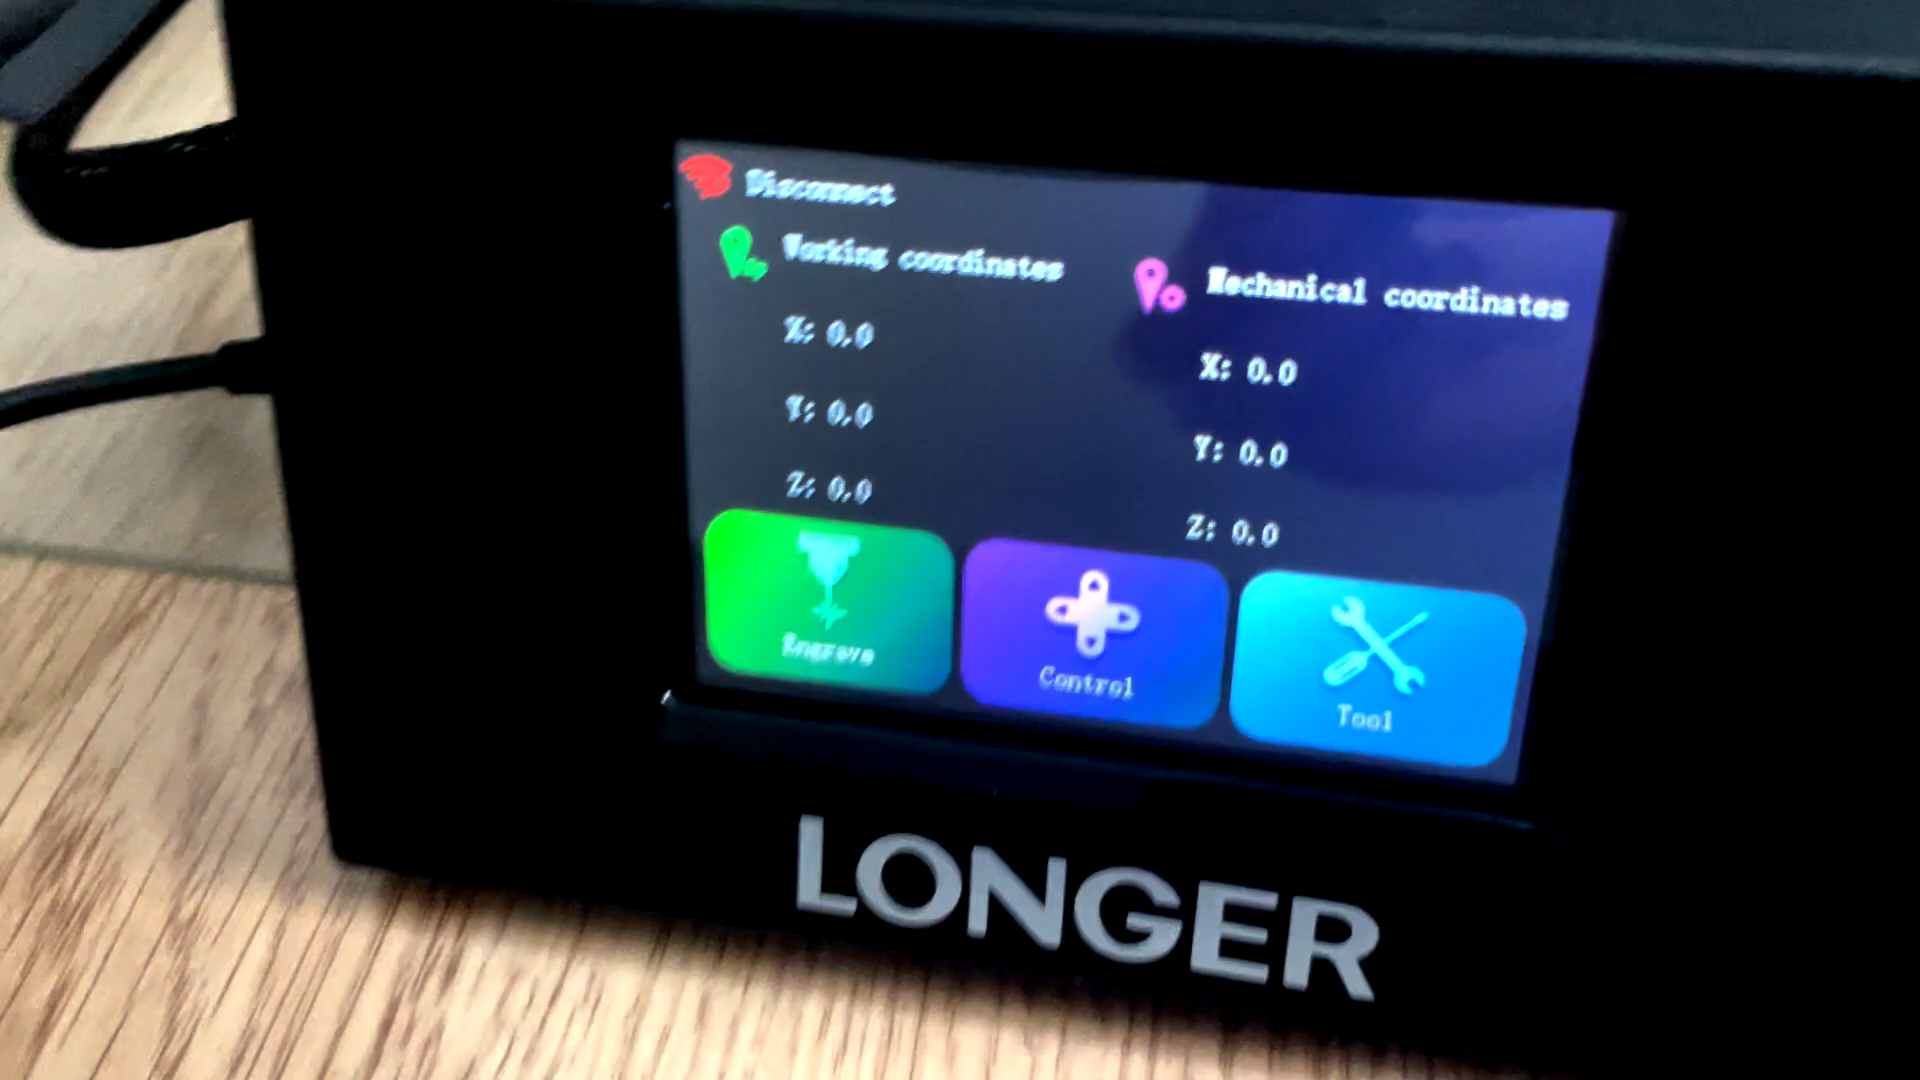 Disconnect
Working coordinates
X: 0.0
Y: 0.0
Z: 0.0
Mechanical coordinates
X: 0.0
Y: 0.0
Z: 0.0
Engrave
Control
Tool
LONGER